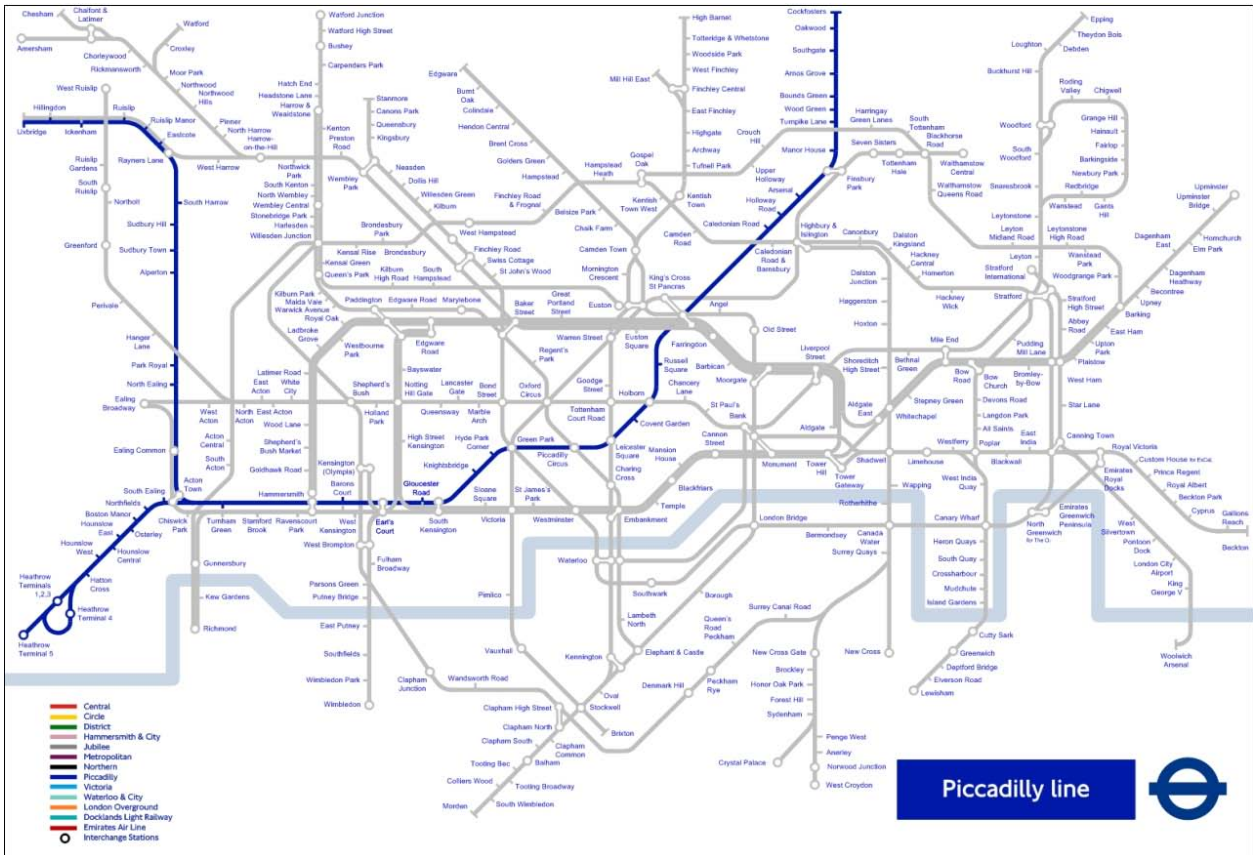 Chesham
Chalfont &
Latimer
Watford
Amersham
Croxley
Chorleywood
Rickmansworth
Moor Park
Northwood
Northwood
Hills
West Ruislip
Hillingdon
Ruislip
Ruislip Manor
Eastcote
Uxbridge
Ickenham
Pinner
North Harrow
Harrow-
on-the-Hill
Rayners Lane
West Harrow
Ruislip
Gardens
South
Ruislip
Northolt
Greenford
Perivale
Hanger
Lane
South Harrow
Sudbury Hill
Sudbury Town
Alperton
Park Royal
North Ealing
Ealing
Broadway
Ealing Common
South Ealing
Acton
Town
Northfields
Boston Manor
Hounslow
East
Osterley
Hounslow
West
Hounslow
Central
Hatton
Cross
Heathrow
Terminals
1,2,3
Heathrow
Terminal 4
Heathrow
Terminal 5
Watford Junction
Watford High Street
Bushey
Carpenders Park
Hatch End
Headstone Lane
Harrow &
Wealdstone
Kenton
Preston
Road
Northwick
Park
South Kenton
North Wembley
Wembley Central
Stonebridge Park
Harlesden
Willesden Junction
Stanmore
Canons Park
Queensbury
Kingsbury
Wembley
Park
Neasden
Dollis Hill
Willesden Green
Kilburn
Edgware
Burnt
Oak
Colindale
Hendon Central
Brent Cross
Golders Green
Hampstead
Hampstead
Heath
Finchley Road
& Frognal
Belsize Park
Chalk Farm
Camden Town
Mornington
Crescent
High Barnet
Totteridge & Whetstone
Woodside Park
West Finchley
Mill Hill East
Finchley Central
East Finchley
Highgate
Archway
Tufnell Park
Gospel
Oak
Kentish
Town West
Kentish
Town
Crouch
Hill
Upper
Holloway
Camden
Road
Cockfosters
Oakwood
Southgate
Arnos Grove
Bounds Green
Wood Green
Turnpike Lane
Manor House
Harringay
Green Lanes
South
Tottenham
Blackhorse
Road
Seven Sisters
Tottenham
Hale
Walthamstow
Central
Walthamstow
Queens Road
Finsbury
Park
Arsenal
Holloway
Road
Caledonian Road
Caledonian
Road &
Barnsbury
Highbury &
Islington
Canonbury
Dalston
Kingsland
Hackney
Central
Homerton
Hackney
Wick
Dalston
Junction
Haggerston
Hoxton
Shoreditch
High Street
Epping
Theydon Bois
Debden
Loughton
Buckhurst Hill
Roding
Valley
Chigwell
Grange Hill
Hainault
Fairlop
Barkingside
Newbury Park
Redbridge
Gants
Hill
Wanstead
Woodford
South
Woodford
Snaresbrook
Leytonstone
Leyton
Midland Road
Leytonstone
High Road
Leyton
Wanstead
Park
Woodgrange Park
Stratford
International
Stratford
Stratford
High Street
Abbey
Road
Upminster
Upminster
Bridge
Hornchurch
Elm Park
Dagenham
East
Dagenham
Heathway
Becontree
Upney
Barking
East Ham
Upton
Park
Plaistow
West Ham
Star Lane
Brondesbury
Park
Kensal Rise
Brondesbury
West Hampstead
Finchley Road
Swiss Cottage
St John's Wood
Kensal Green
Queen's Park
Kilburn
High Road
South
Hampstead
Kilburn Park
Maida Vale
Warwick Avenue
Royal Oak
Paddington
Edgware Road
Marylebone
Baker
Street
Great
Portland
Street
Euston
King's Cross
St Pancras
Angel
Old Street
Ladbroke
Grove
Westbourne
Park
Edgware
Road
Warren Street
Euston
Square
Farringdon
Barbican
Moorgate
Liverpool
Street
Bethnal
Green
Mile End
Pudding
Mill Lane
Bow
Road
Bow
Church
Bromley-
by-Bow
Regent's
Park
Russell
Square
Latimer Road
East
Acton
White
City
Shepherd's
Bush
Bayswater
Notting
Hill Gate
Lancaster
Gate
Bond
Street
Oxford
Circus
Goodge
Street
Holborn
Chancery
Lane
St Paul's
Bank
West
Acton
North
Acton
East Acton
Wood Lane
Shepherd's
Bush Market
Goldhawk Road
Holland
Park
Queensway
Marble
Arch
Tottenham
Court Road
Covent Garden
Leicester
Square
Cannon
Street
Aldgate
East
Aldgate
Whitechapel
Stepney Green
Devons Road
Langdon Park
All Saints
Poplar
East
India
Canning Town
Royal Victoria
Custom House for ExCeL
Prince Regent
Royal Albert
Beckton Park
Cyprus
Gallions
Reach
Beckton
Acton
Central
South
Acton
Kensington
(Olympia)
High Street
Kensington
Hyde Park
Corner
Knightsbridge
Green Park
Piccadilly
Circus
Charing
Cross
Mansion
House
Monument
Tower
Hill
Tower
Gateway
Shadwell
Limehouse
Westferry
Blackwall
West India
Quay
Emirates
Royal
Docks
Hammersmith
Barons
Court
Gloucester
Road
Sloane
Square
St James's
Park
Blackfriars
Temple
Wapping
Rotherhithe
Chiswick
Park
Turnham
Green
Stamford
Brook
Ravenscourt
Park
West
Kensington
Earl's
Court
South
Kensington
Victoria
Westminster
Embankment
London Bridge
Bermondsey
Canada
Water
Surrey Quays
Canary Wharf
Heron Quays
South Quay
Crossharbour
Mudchute
Island Gardens
North
Greenwich
for The O2
Emirates
Greenwich
Peninsula
West
Silvertown
Pontoon
Dock
London City
Airport
King
George V
Woolwich
Arsenal
Gunnersbury
Kew Gardens
Richmond
West Brompton
Fulham
Broadway
Parsons Green
Putney Bridge
East Putney
Southfields
Wimbledon Park
Wimbledon
Waterloo
Southwark
Pimlico
Lambeth
North
Borough
Vauxhall
Kennington
Elephant & Castle
Oval
Stockwell
Brixton
Clapham
Junction
Wandsworth Road
Clapham High Street
Clapham North
Clapham
Common
Clapham South
Balham
Tooting Bec
Tooting Broadway
Colliers Wood
South Wimbledon
Morden
Denmark Hill
Peckham
Rye
Queen's
Road
Peckham
Surrey Canal Road
New Cross Gate
New Cross
Brockley
Honor Oak Park
Forest Hill
Sydenham
Crystal Palace
Penge West
Anerley
Norwood Junction
West Croydon
Cutty Sark
Greenwich
Deptford Bridge
Elverson Road
Lewisham
Central
Circle
District
Hammersmith & City
Jubilee
Metropolitan
Northern
Piccadilly
Victoria
Waterloo & City
London Overground
Docklands Light Railway
Emirates Air Line
Interchange Stations
Piccadilly line